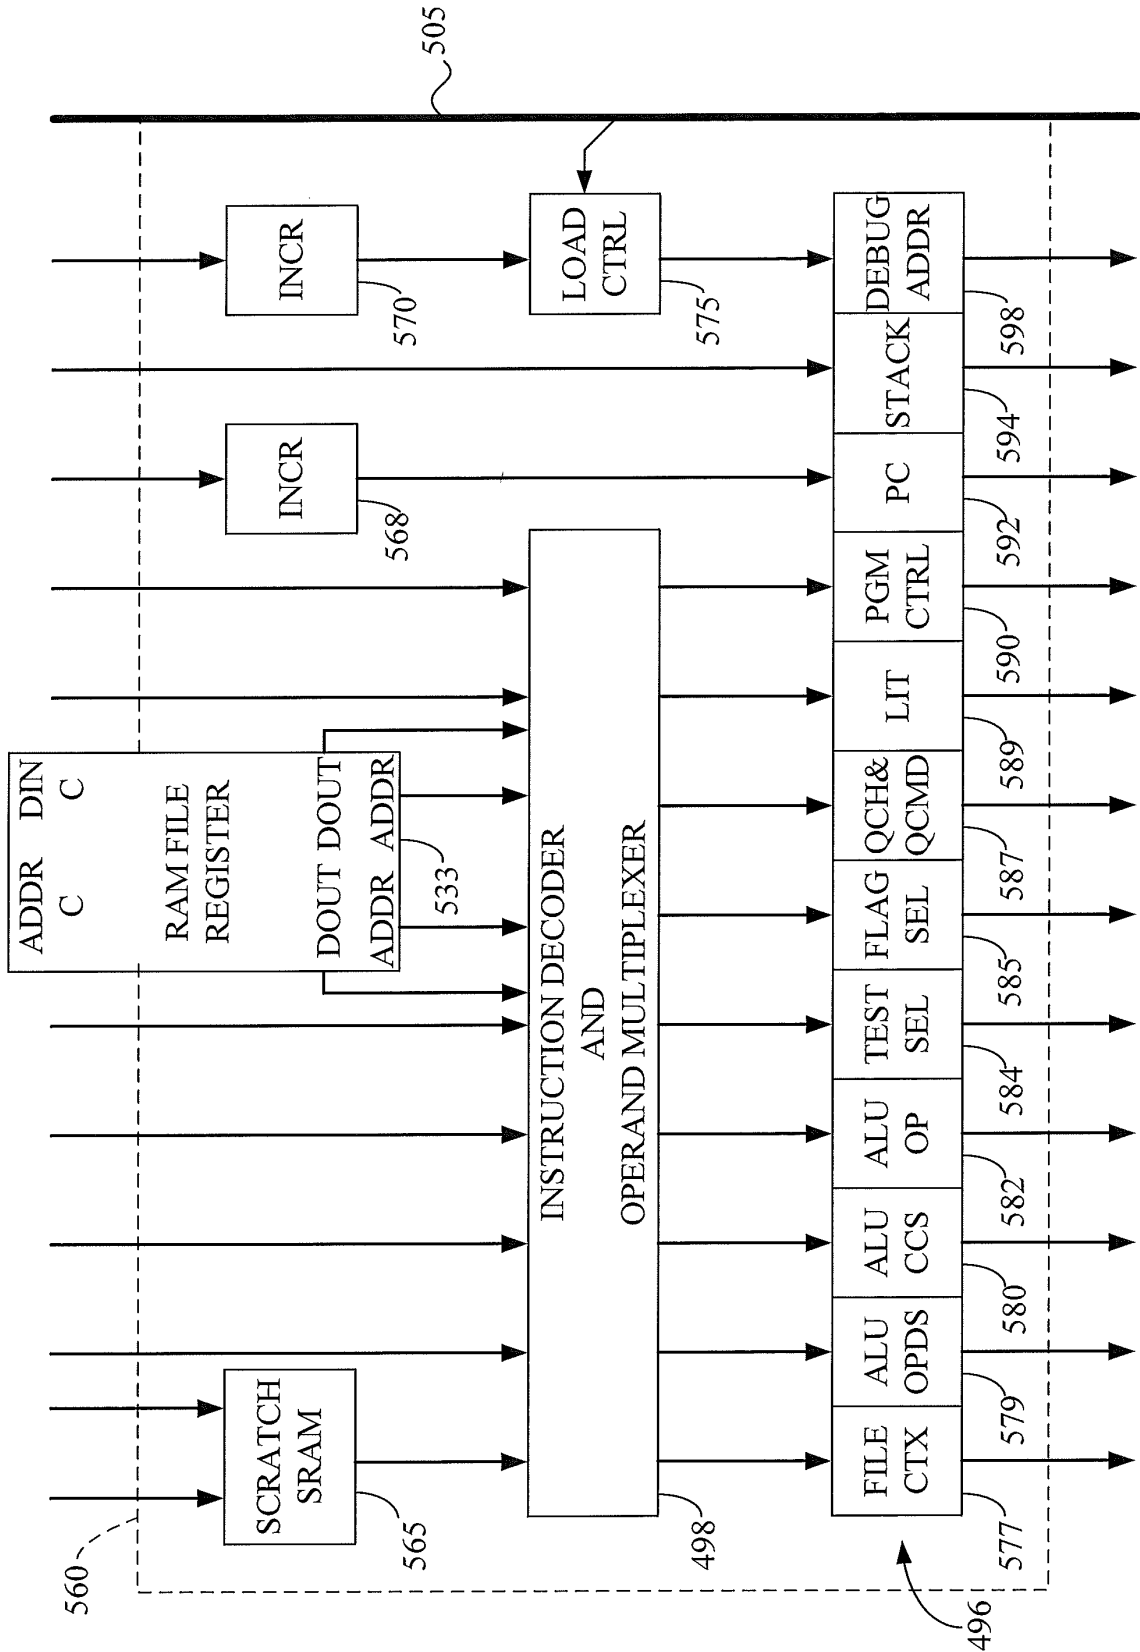 560
SCRATCH
SRAM
565
ADDR DIN
C C
RAM FILE
REGISTER
DOUT DOUT
ADDR ADDR
533
INCR
568
INCR
570
505
INSTRUCTION DECODER
AND
OPERAND MULTIPLEXER
498
LOAD
CTRL
575
496
FILE
CTX
577
ALU
OPDS
579
ALU
CCS
580
ALU
OP
582
TEST
SEL
584
FLAG
SEL
585
QCH&
QCMD
587
LIT
589
PGM
CTRL
590
PC
592
STACK
594
DEBUG
ADDR
598